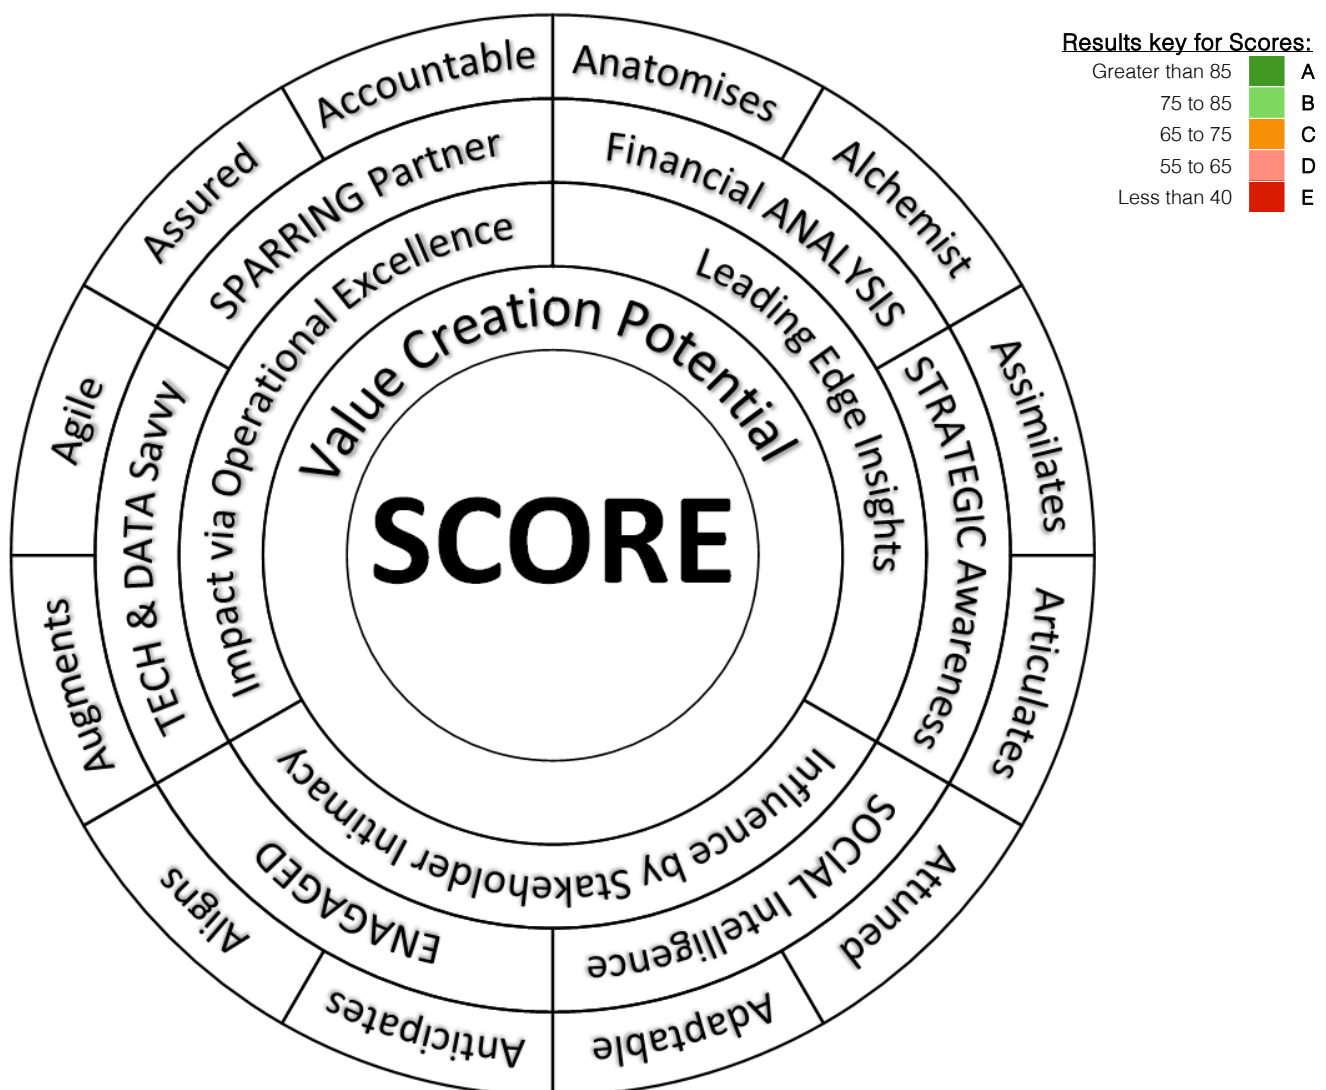 Results key for Scores:
Greater than 85 A
75 to 85 B
65 to 75 C
55 to 65 D
Less than 40 E
Anatomises
Alchemist
Assimilates
Articulates
Attuned
Adaptable
Anticipates
Aligns
Augments
Agile
Assured
Accountable
Financial ANALYSIS
STRATEGIC Awareness
SOCIAL Intelligence
ENAGAGED
TECH & DATA Savvy
SPARRING Partner
Leading Edge Insights
Influence by Stakeholder Intimacy
Impact via Operational Excellence
Value Creation Potential
SCORE